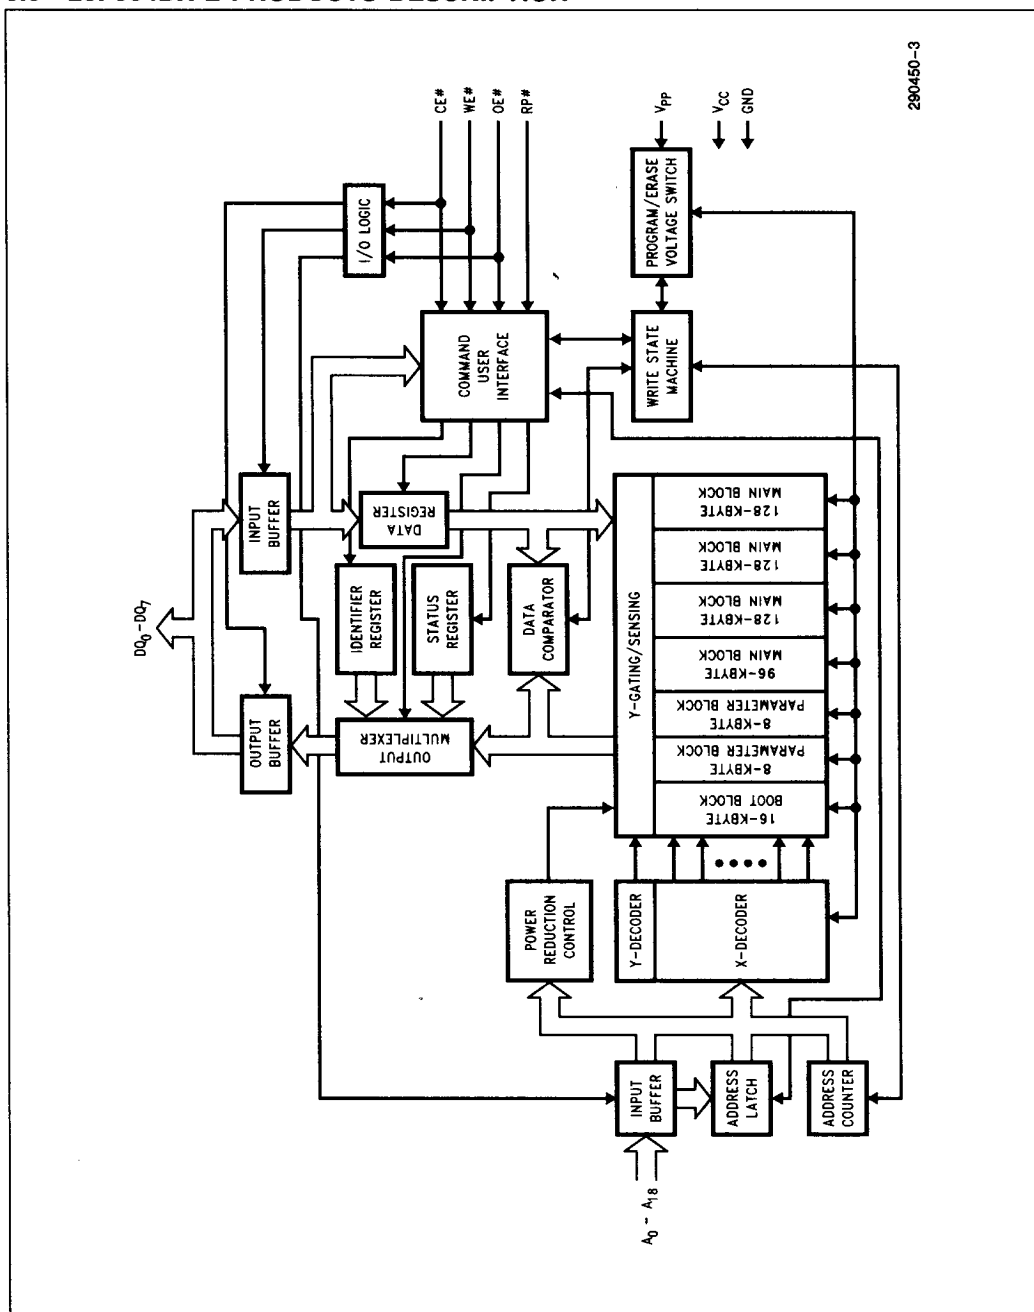 PRODUCTS DESCRIPTION
290450-3
DQ0-DQ7
CE#
WE#
OE#
RP#
VPP
VCC
GND
I/O LOGIC
INPUT
BUFFER
OUTPUT
BUFFER
COMMAND
USER
INTERFACE
DATA
REGISTER
IDENTIFIER
REGISTER
STATUS
REGISTER
OUTPUT
MULTIPLEXER
DATA
COMPARATOR
WRITE STATE
MACHINE
PROGRAM/ERASE
VOLTAGE SWITCH
POWER
REDUCTION
CONTROL
Y-GATING/SENSING
16-KBYTE
BOOT BLOCK
8-KBYTE
PARAMETER BLOCK
8-KBYTE
PARAMETER BLOCK
96-KBYTE
MAIN BLOCK
128-KBYTE
MAIN BLOCK
128-KBYTE
MAIN BLOCK
128-KBYTE
MAIN BLOCK
Y-DECODER
X-DECODER
INPUT
BUFFER
ADDRESS
LATCH
ADDRESS
COUNTER
A0 - A18